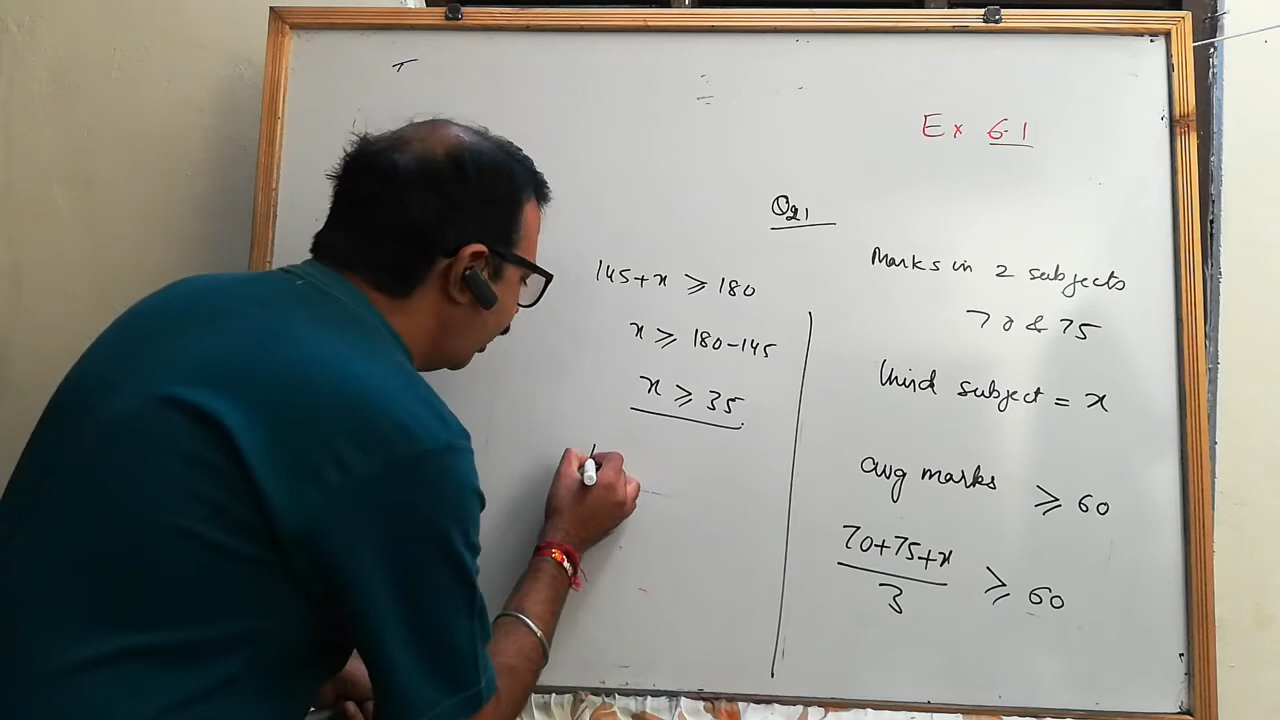 Ex 6.1
Q21
Marks in 2 subjects
70 & 75
third subject = x
avg marks ⩾ 60
70+75+x
3
⩾ 60
145+x ⩾ 180
x ⩾ 180-145
x ⩾ 35